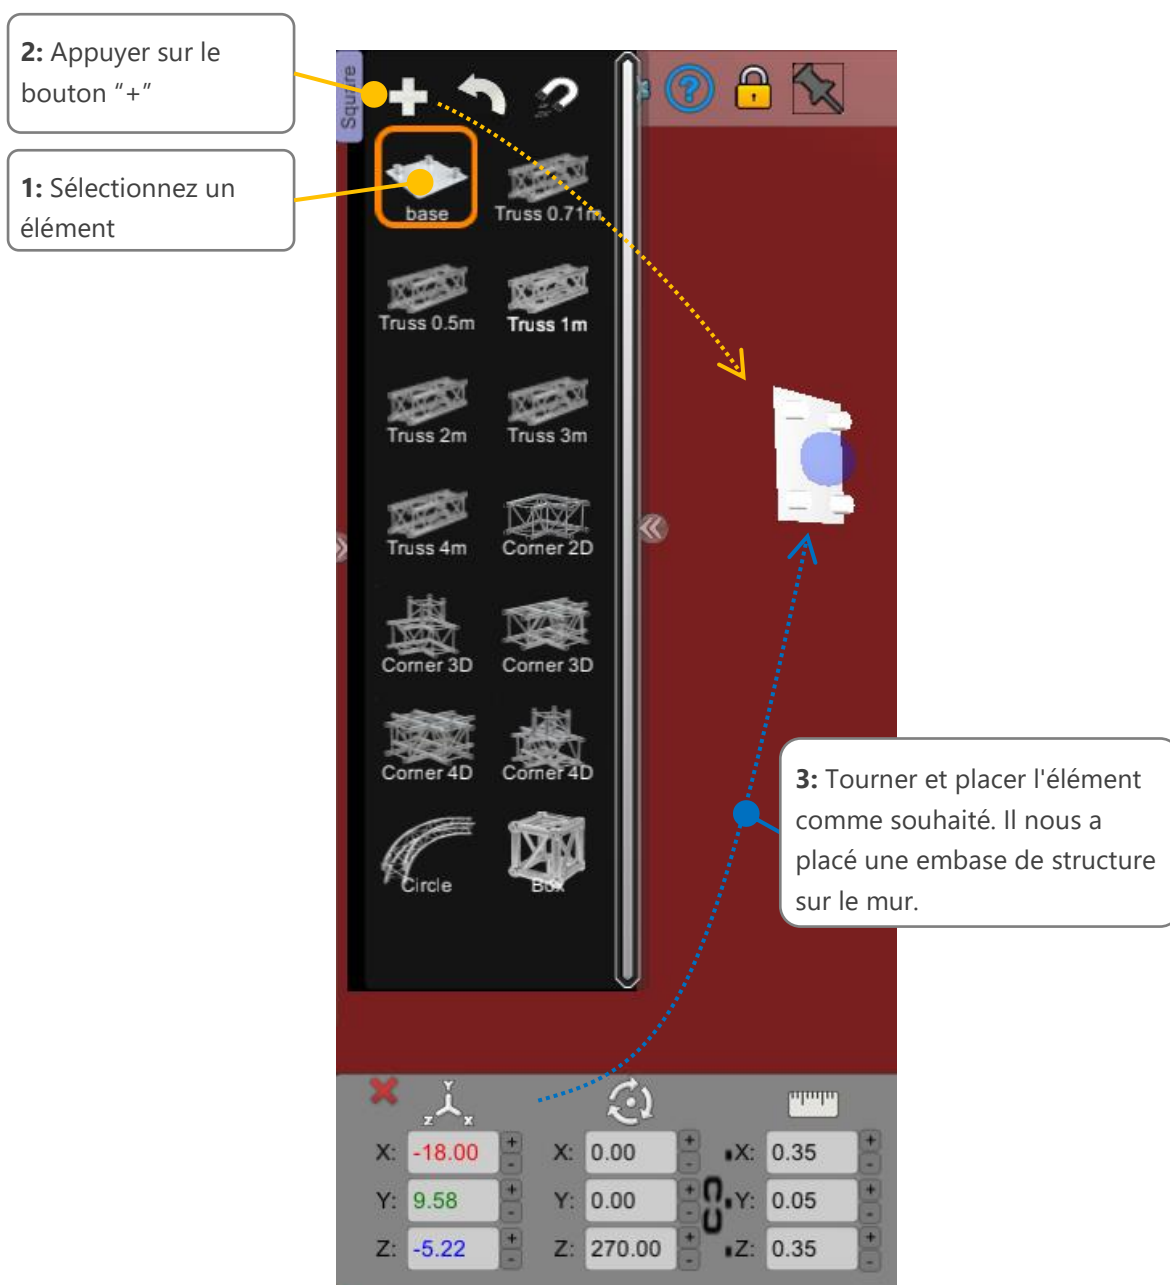 2: Appuyer sur le
bouton “+”
1: Sélectionnez un
élément
Square
base
Truss 0.71m
Truss 0.5m
Truss 1m
Truss 2m
Truss 3m
Truss 4m
Corner 2D
Corner 3D
Corner 3D
Corner 4D
Corner 4D
Circle
Box
3: Tourner et placer l'élément
comme souhaité. Il nous a
placé une embase de structure
sur le mur.
Y
Z X
X: -18.00 + - X: 0.00 + - X: 0.35 + -
Y: 9.58 + - Y: 0.00 + - Y: 0.05 + -
Z: -5.22 + - Z: 270.00 + - Z: 0.35 + -